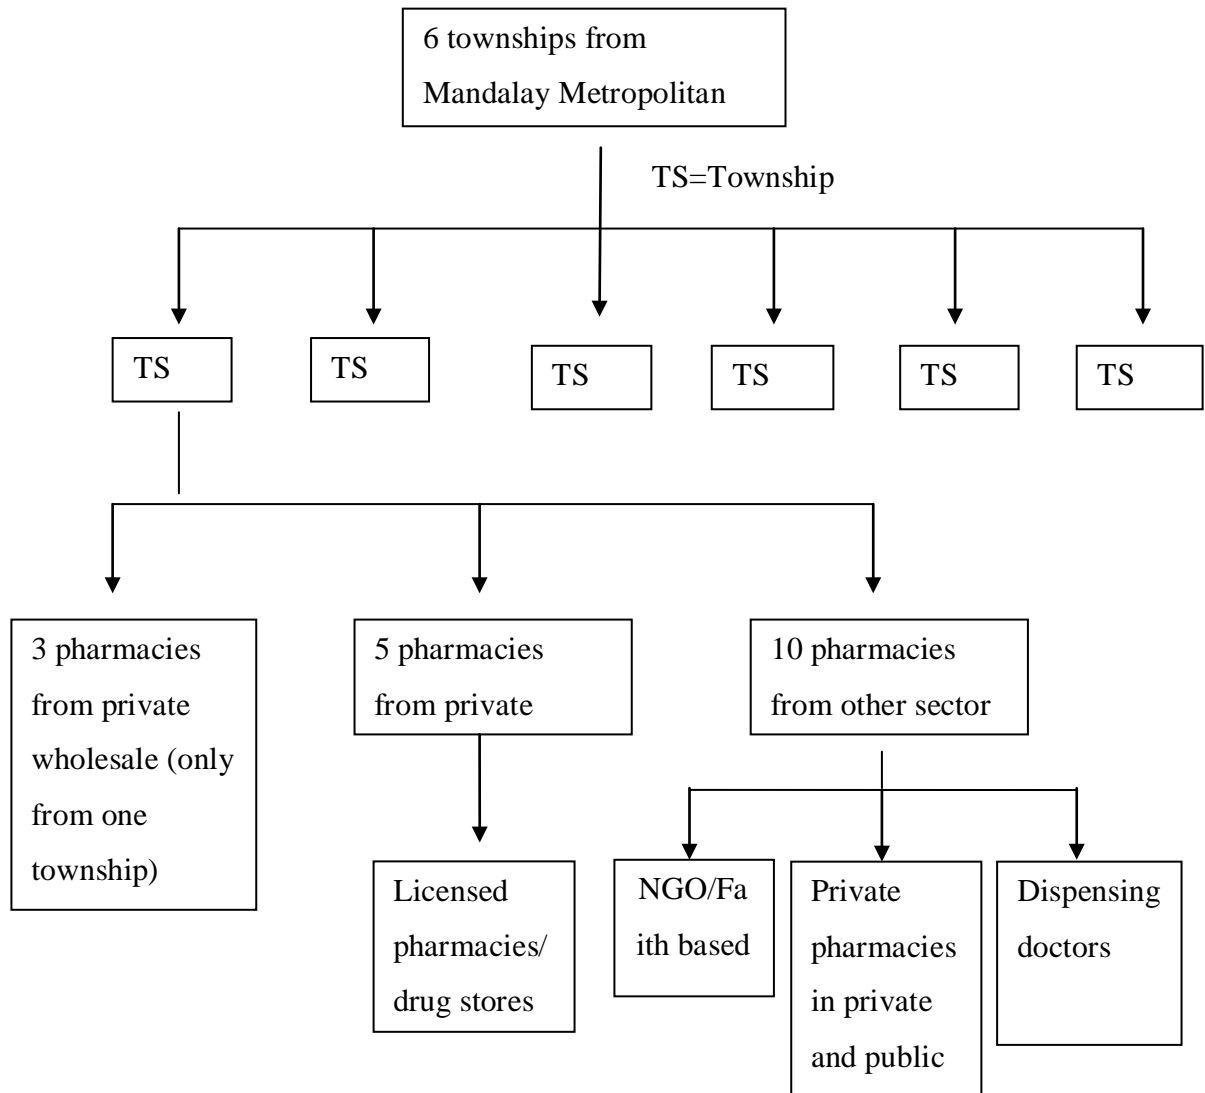 6 townships from
Mandalay Metropolitan
TS=Township
TS
TS
TS
TS
TS
TS
3 pharmacies
from private
wholesale (only
from one
township)
5 pharmacies
from private
10 pharmacies
from other sector
Licensed
pharmacies/
drug stores
NGO/Fa
ith based
Private
pharmacies
in private
and public
Dispensing
doctors